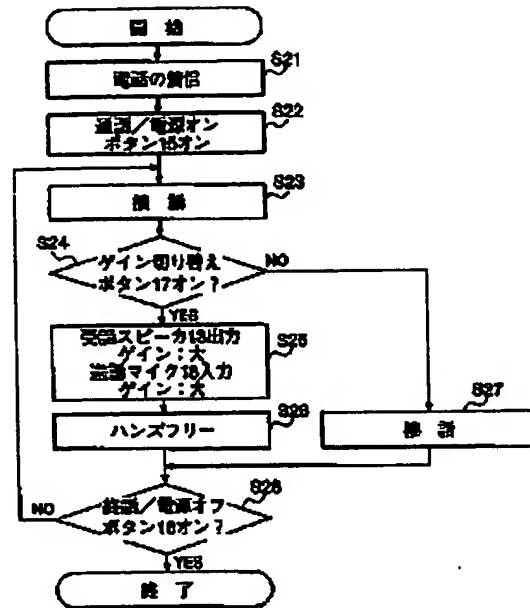 開始
S21
電話の着信
S22
通話／電源オン
ボタン15オン
S23
S24
ゲイン切り替え
ボタン17オン？
NO
YES
受話スピーカ13出力
ゲイン：大
送話マイク18入力
ゲイン：大
S25
ハンズフリー
S26
S27
NO
終話／電源オフ
ボタン16オン？
S28
YES
終了